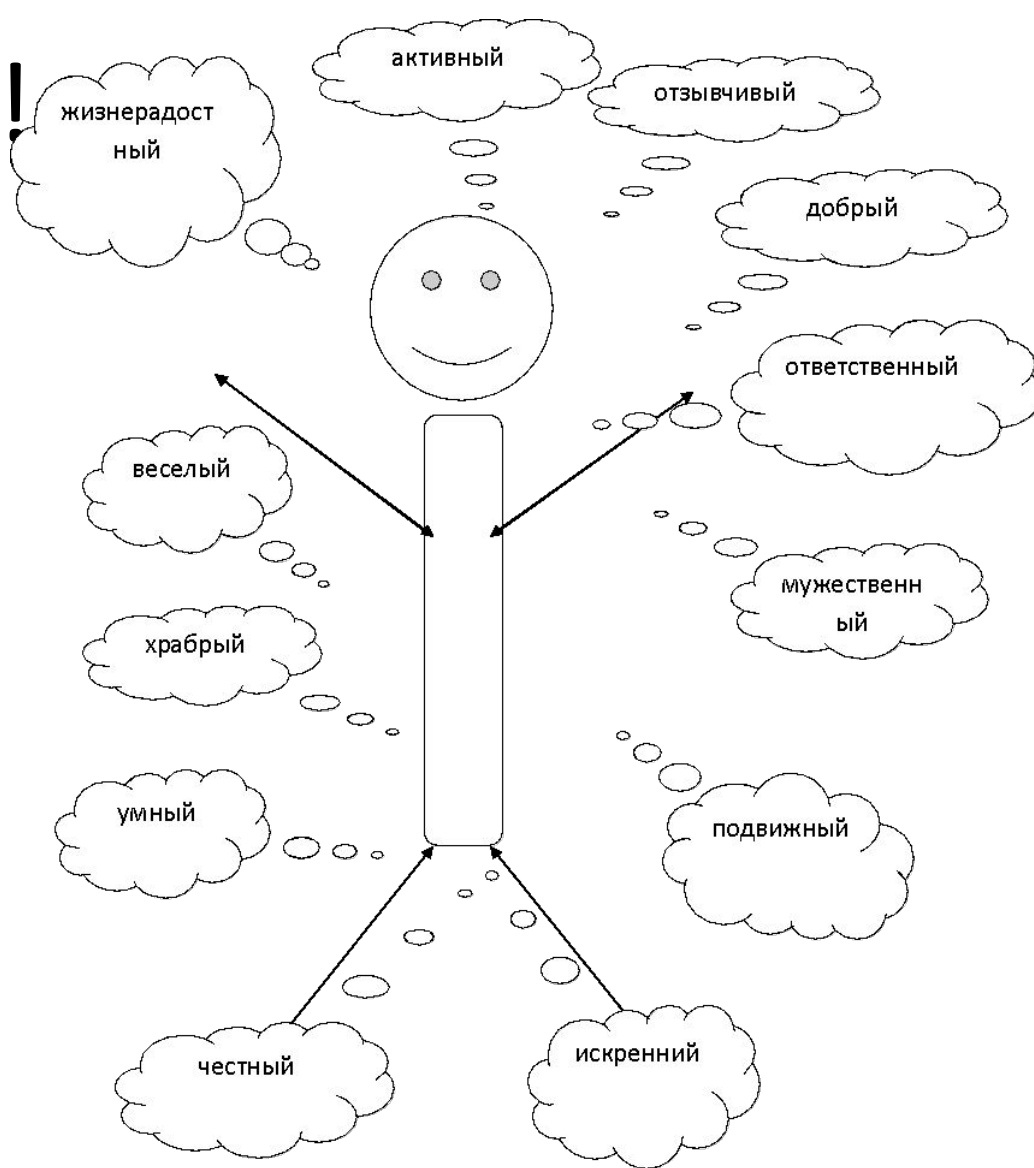 !
жизнерадост
ный
активный
отзывчивый
добрый
ответственный
веселый
мужественн
ый
храбрый
умный
подвижный
честный
искренний